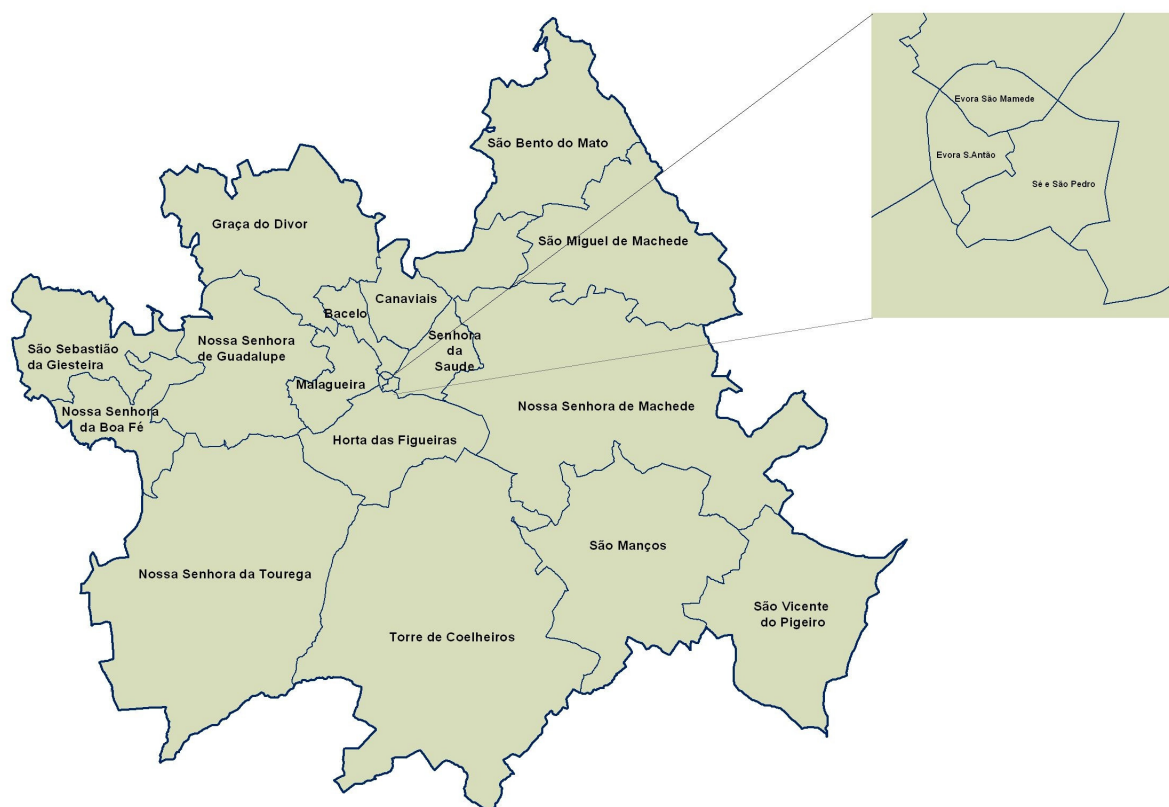 Evora São Mamede
Evora S.Antão
Sé e São Pedro
São Bento do Mato
Graça do Divor
São Miguel de Machede
Canaviais
Bacelo
Nossa Senhora
de Guadalupe
Senhora
da
Saude
São Sebastião
da Giesteira
Malagueira
Nossa Senhora
da Boa Fé
Nossa Senhora de Machede
Horta das Figueiras
São Manços
Nossa Senhora da Tourega
São Vicente
do Pigeiro
Torre de Coelheiros